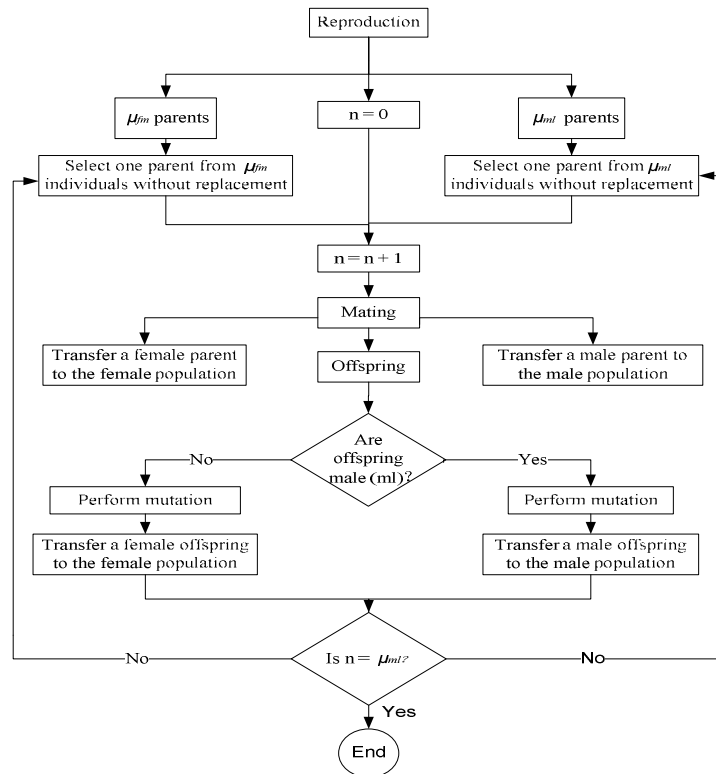 Reproduction
μfm parents
n = 0
μml parents
Select one parent from μfm
individuals without replacement
Select one parent from μml
individuals without replacement
n = n + 1
Mating
Transfer a female parent
to the female population
Offspring
Transfer a male parent to
the male population
Are
offspring
male (ml)?
No
Yes
Perform mutation
Perform mutation
Transfer a female offspring
to the female population
Transfer a male offspring
to the male population
Is n = μml?
No
No
Yes
End